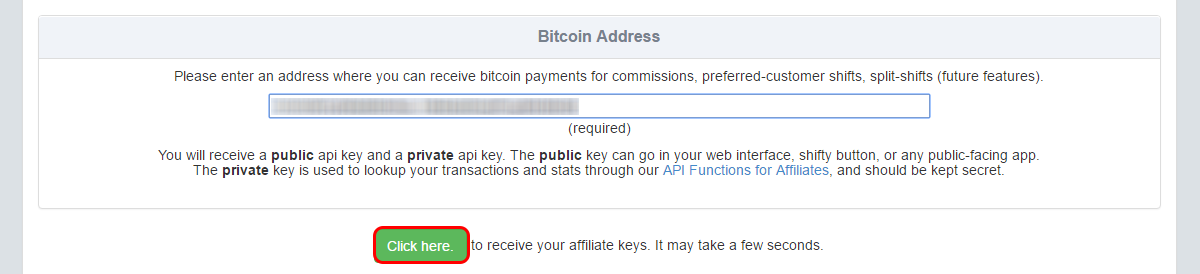 Bitcoin Address
Please enter an address where you can receive bitcoin payments for commissions, preferred-customer shifts, split-shifts (future features).
(required)
You will receive a public api key and a private api key. The public key can go in your web interface, shifty button, or any public-facing app.
The private key is used to lookup your transactions and stats through our API Functions for Affiliates, and should be kept secret.
Click here. to receive your affiliate keys. It may take a few seconds.